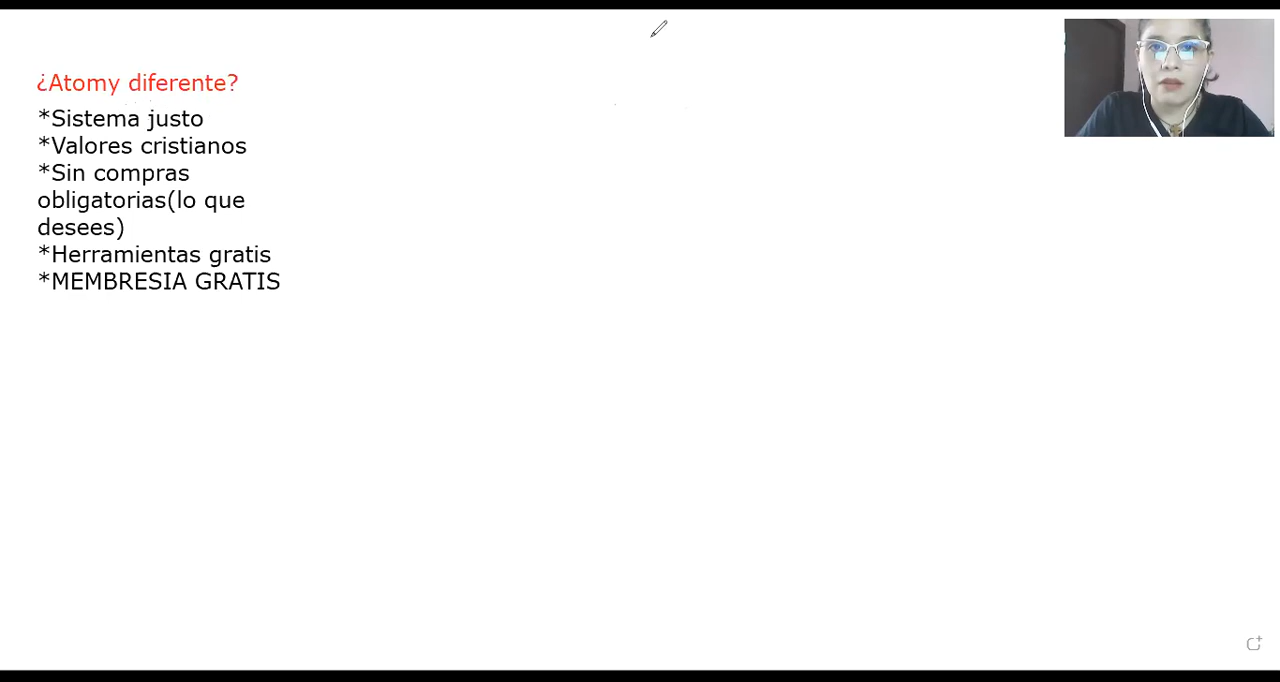 ¿Atomy diferente?
*Sistema justo
*Valores cristianos
*Sin compras
obligatorias(lo que
desees)
*Herramientas gratis
*MEMBRESIA GRATIS